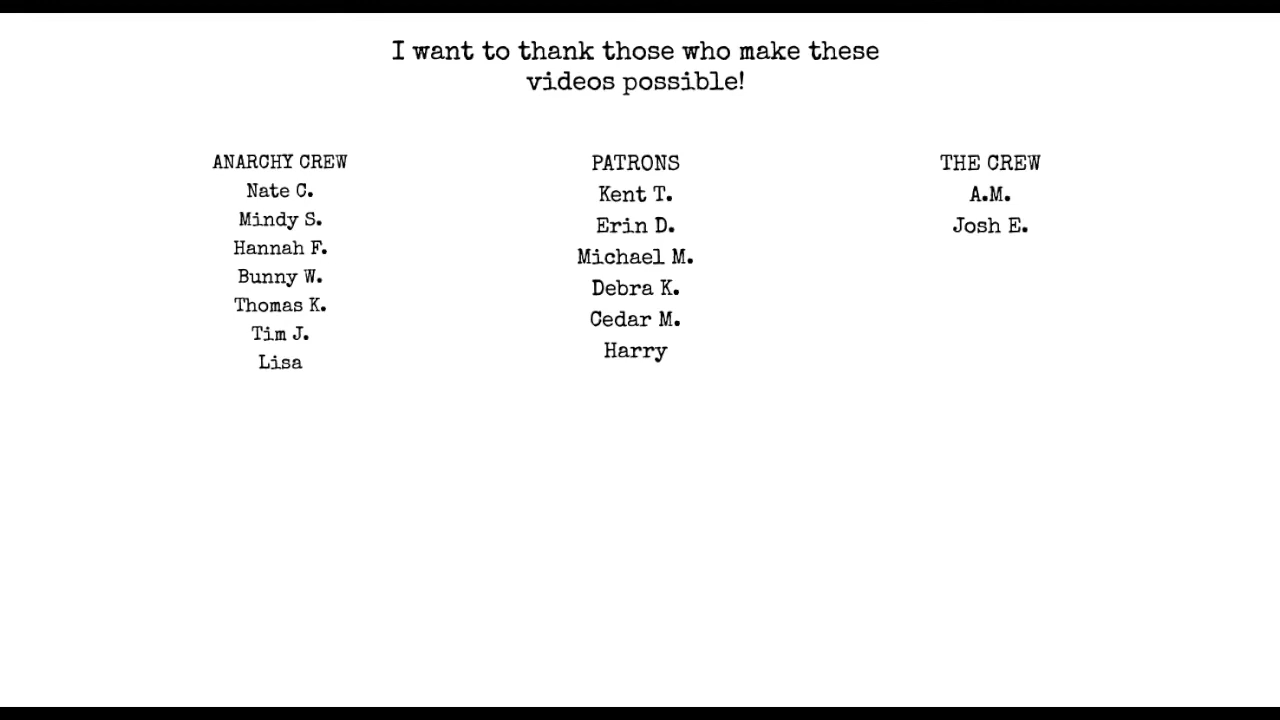 I want to thank those who make these
videos possible!
ANARCHY CREW
Nate C.
Mindy S.
Hannah F.
Bunny W.
Thomas K.
Tim J.
Lisa
PATRONS
Kent T.
Erin D.
Michael M.
Debra K.
Cedar M.
Harry
THE CREW
A.M.
Josh E.